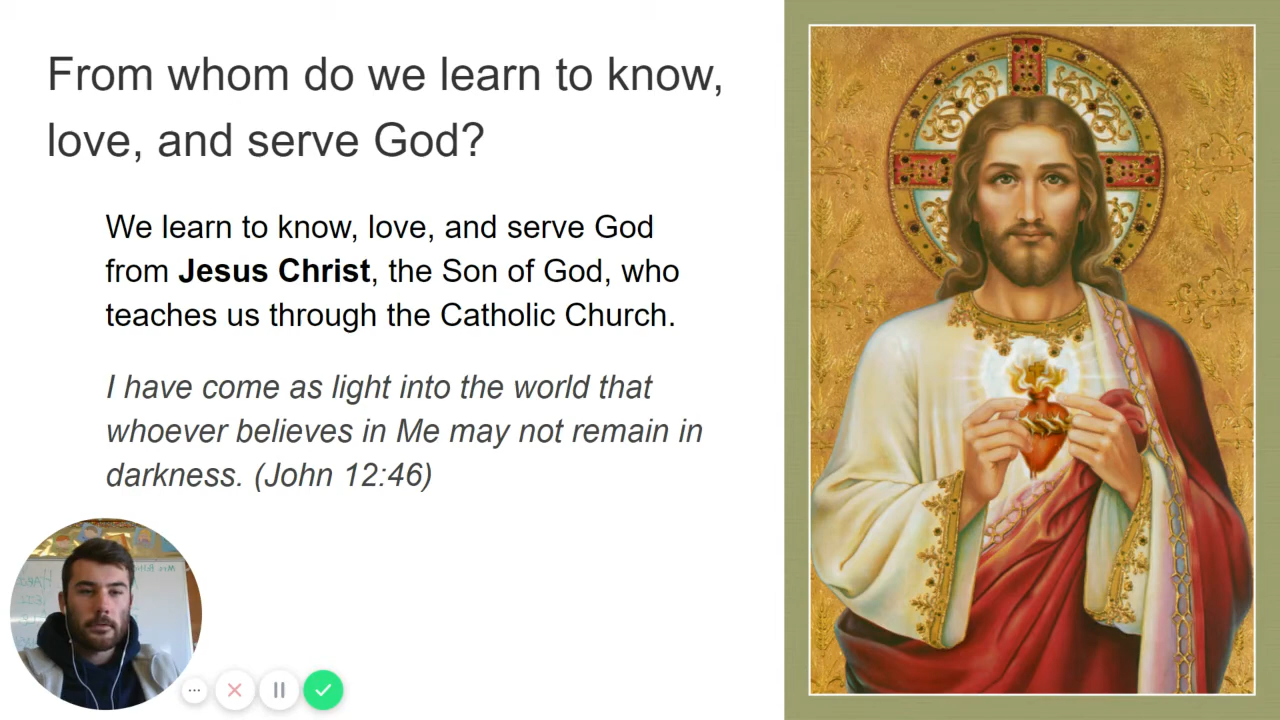 From whom do we learn to know,
love, and serve God?
We learn to know, love, and serve God
from Jesus Christ, the Son of God, who
teaches us through the Catholic Church.
I have come as light into the world that
whoever believes in Me may not remain in
darkness. (John 12:46)